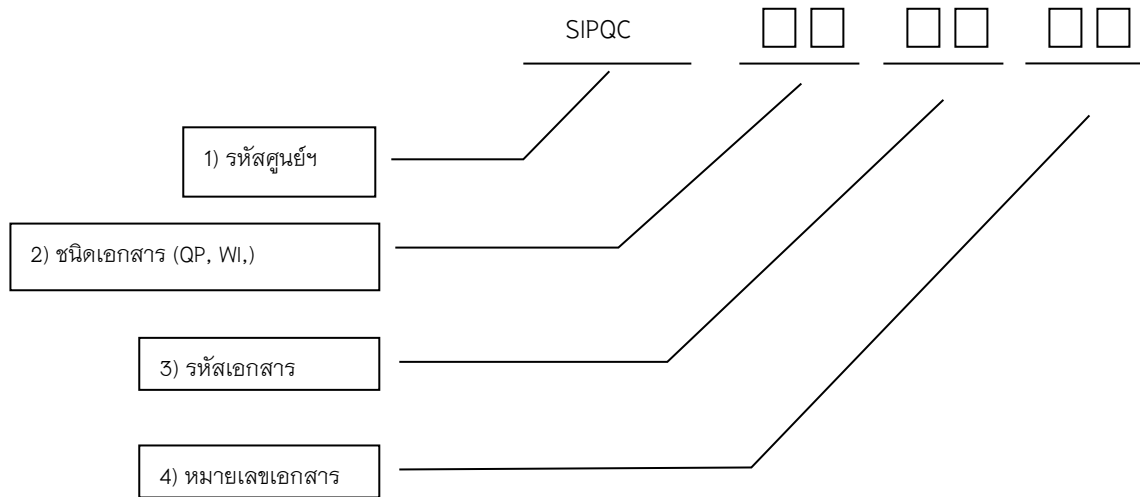 SIPQC
1) รหัสศูนย์ฯ
2) ชนิดเอกสาร (QP, WI,)
3) รหัสเอกสาร
4) หมายเลขเอกสาร